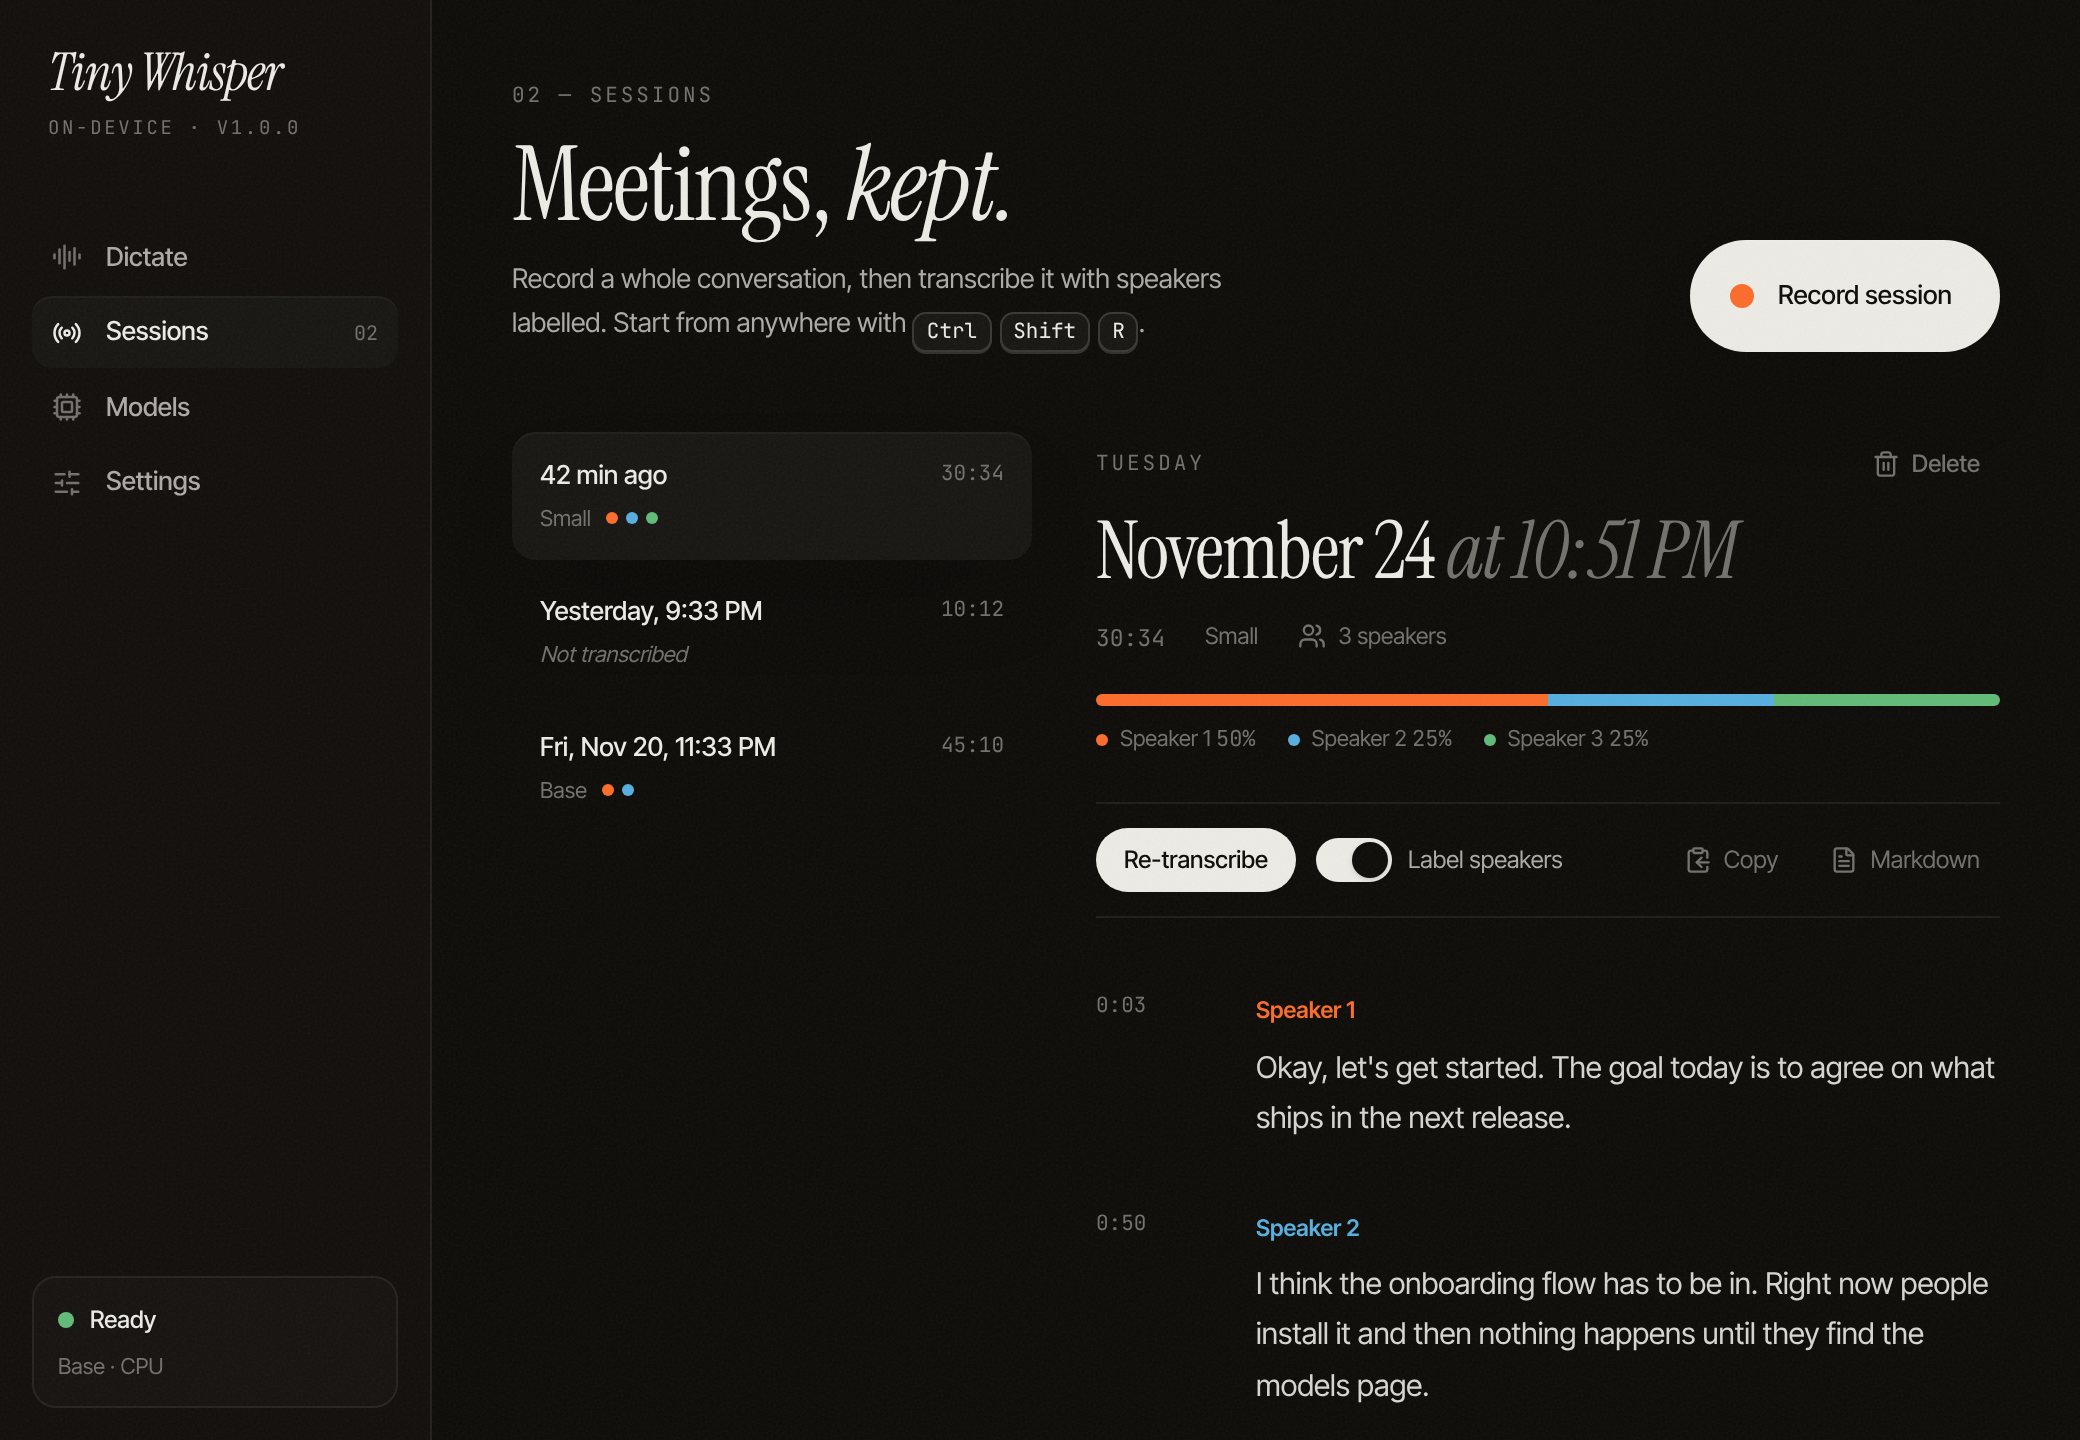 Tiny Whisper
ON-DEVICE · V1.0.0
Dictate
Sessions 02
Models
Settings
Ready
Base · CPU
02 — SESSIONS
Meetings, kept.
Record a whole conversation, then transcribe it with speakers
labelled. Start from anywhere with Ctrl Shift R.
Record session
42 min ago 30:34
Small
Yesterday, 9:33 PM 10:12
Not transcribed
Fri, Nov 20, 11:33 PM 45:10
Base
TUESDAY
Delete
November 24 at 10:51 PM
30:34 Small 3 speakers
Speaker 1 50% Speaker 2 25% Speaker 3 25%
Re-transcribe Label speakers Copy Markdown
0:03 Speaker 1
Okay, let's get started. The goal today is to agree on what
ships in the next release.
0:50 Speaker 2
I think the onboarding flow has to be in. Right now people
install it and then nothing happens until they find the
models page.